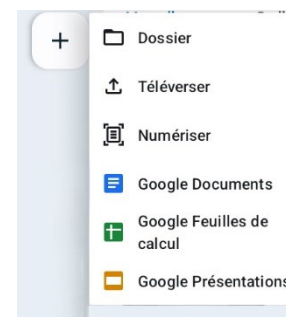 Dossier
Téléverser
Numériser
Google Documents
Google Feuilles de
calcul
Google Présentations